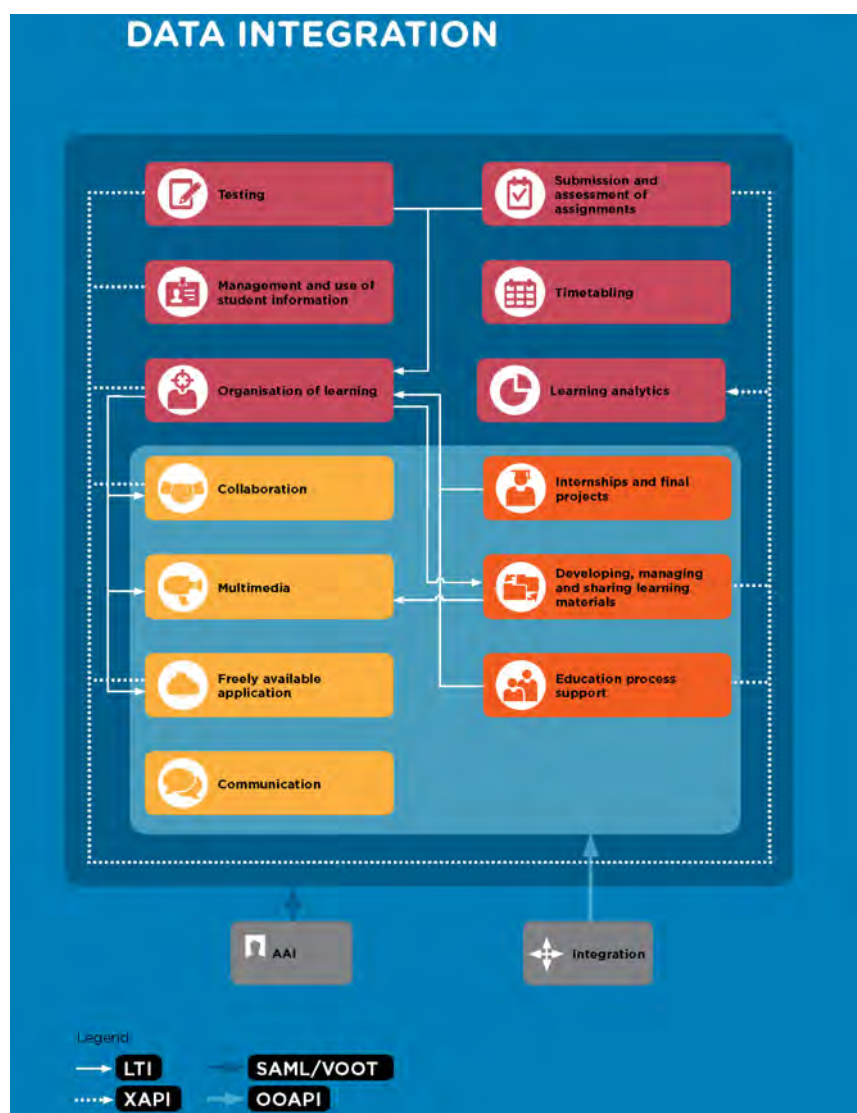 DATA INTEGRATION
Testing
Submission and
assessment of
assignments
Management and use of
student information
Timetabling
Organisation of learning
Learning analytics
Collaboration
Internships and final
projects
Multimedia
Developing, managing
and sharing learning
materials
Freely available
application
Education process
support
Communication
AAI
Integration
Legend:
LTI
SAML/VOOT
XAPI
OOAPI